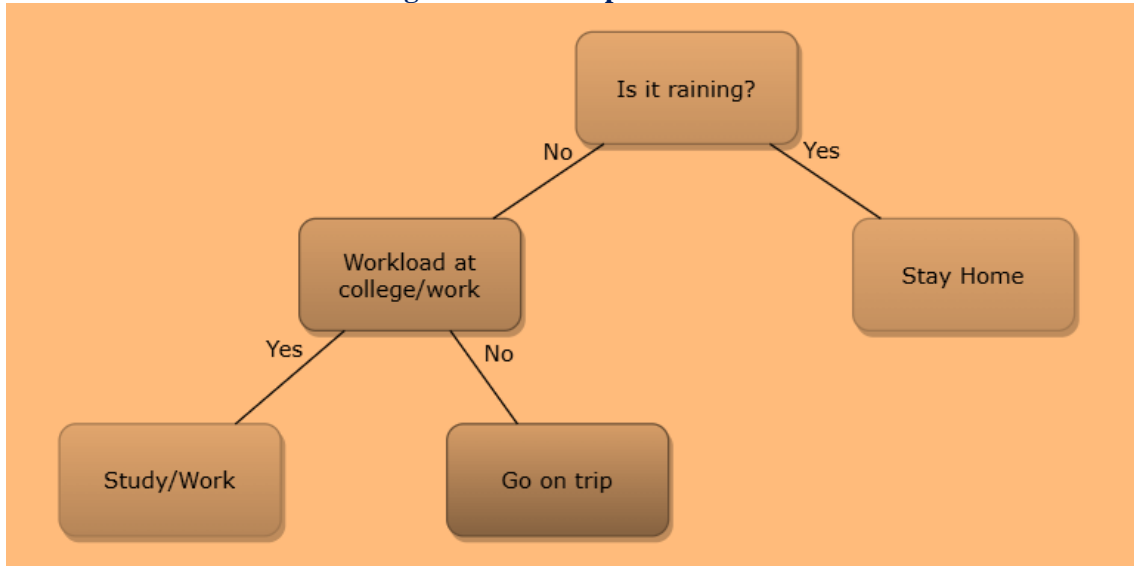 Is it raining?
No
Yes
Workload at
college/work
Stay Home
Yes
No
Study/Work
Go on trip